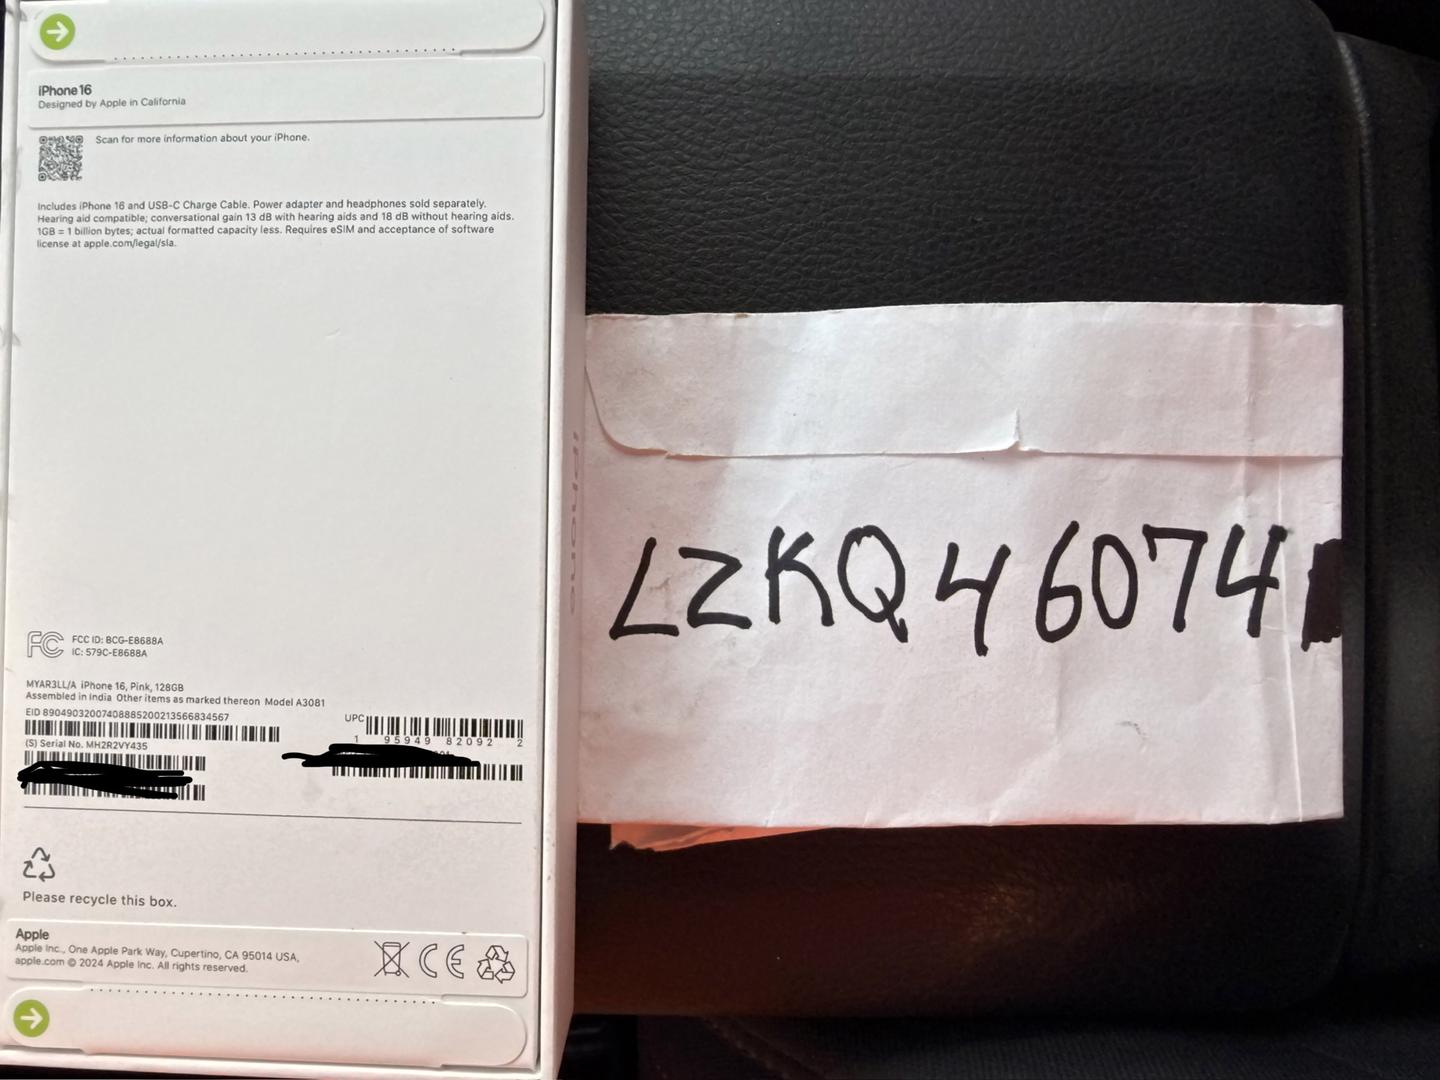 iPhone 16
Designed by Apple in California
Scan for more information about your iPhone.
Includes iPhone 16 and USB-C Charge Cable. Power adapter and headphones sold separately.
Hearing aid compatible; conversational gain 13 dB with hearing aids and 18 dB without hearing aids.
1GB = 1 billion bytes; actual formatted capacity less. Requires eSIM and acceptance of software
license at apple.com/legal/sla.
FC FCC ID: BCG-E8688A
IC: 579C-E8688A
MYAR3LL/A iPhone 16, Pink, 128GB
Assembled in India Other items as marked thereon Model A3081
EID 89049032007408885200213566834567
UPC
1 95949 82092 2
(S) Serial No. MH2R2VY435
Please recycle this box.
Apple
Apple Inc., One Apple Park Way, Cupertino, CA 95014 USA,
apple.com © 2024 Apple Inc. All rights reserved.
CE
iPhone
LZKQ46074